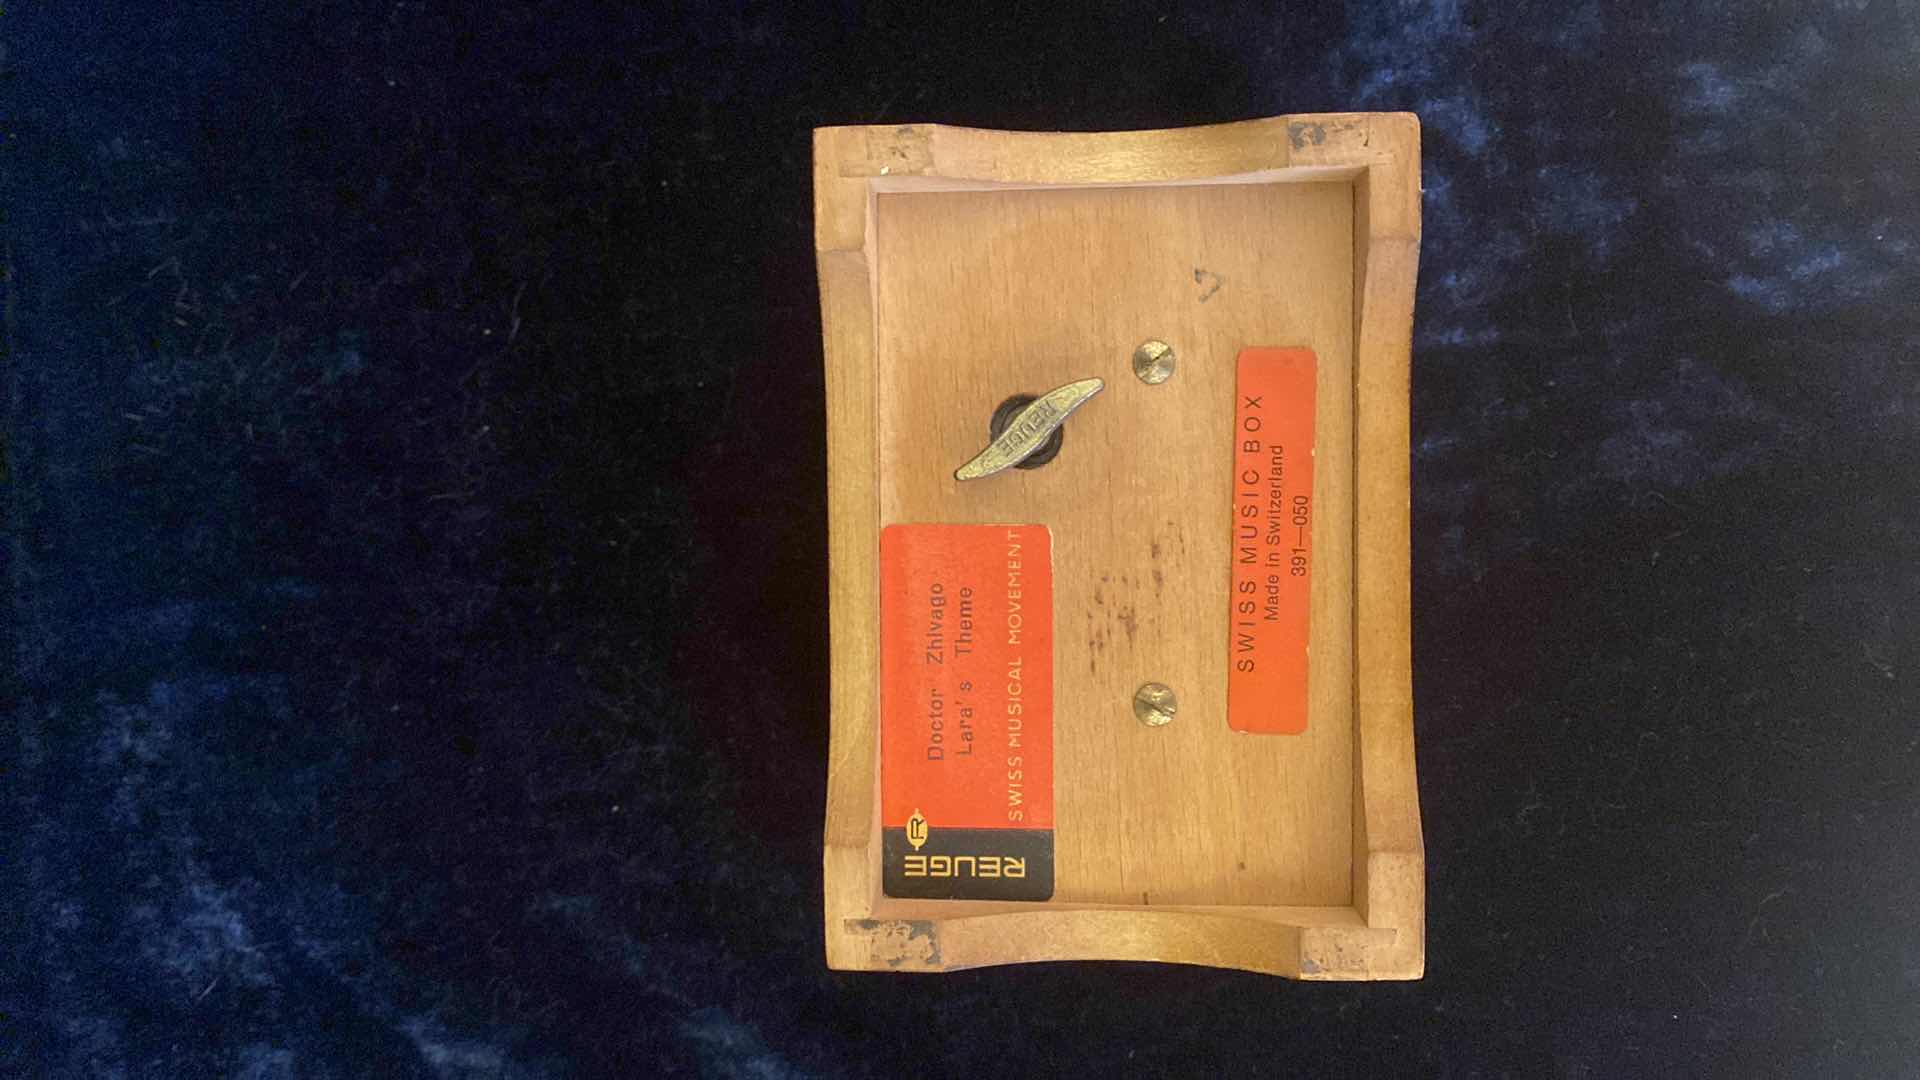 REUGE
R
REUGE
Doctor Zhivago
Lara's Theme
SWISS MUSICAL MOVEMENT
SWISS MUSIC BOX
Made in Switzerland
391—050